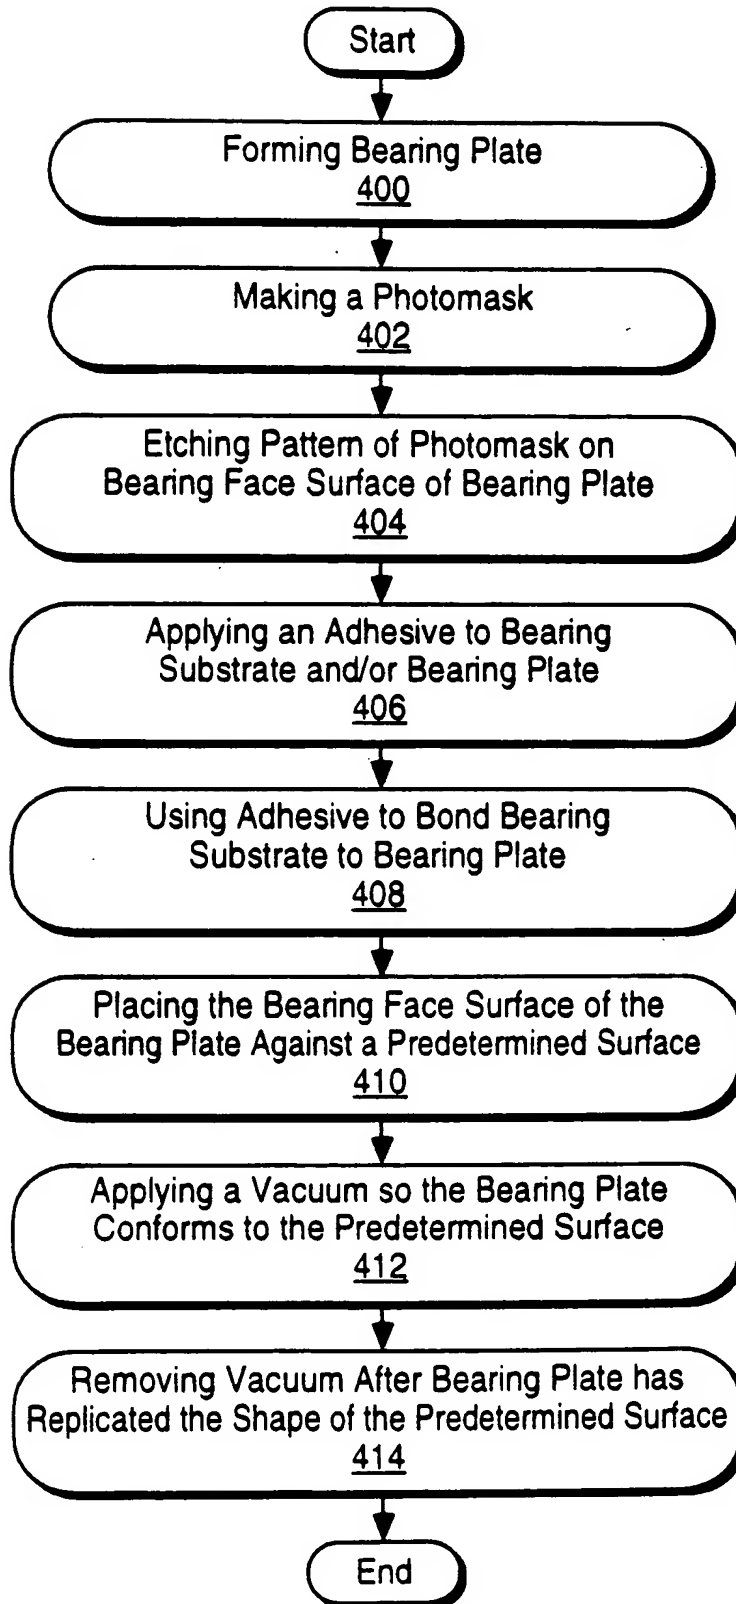 Start
Forming Bearing Plate
400
Making a Photomask
402
Etching Pattern of Photomask on
Bearing Face Surface of Bearing Plate
404
Applying an Adhesive to Bearing
Substrate and/or Bearing Plate
406
Using Adhesive to Bond Bearing
Substrate to Bearing Plate
408
Placing the Bearing Face Surface of the
Bearing Plate Against a Predetermined Surface
410
Applying a Vacuum so the Bearing Plate
Conforms to the Predetermined Surface
412
Removing Vacuum After Bearing Plate has
Replicated the Shape of the Predetermined Surface
414
End